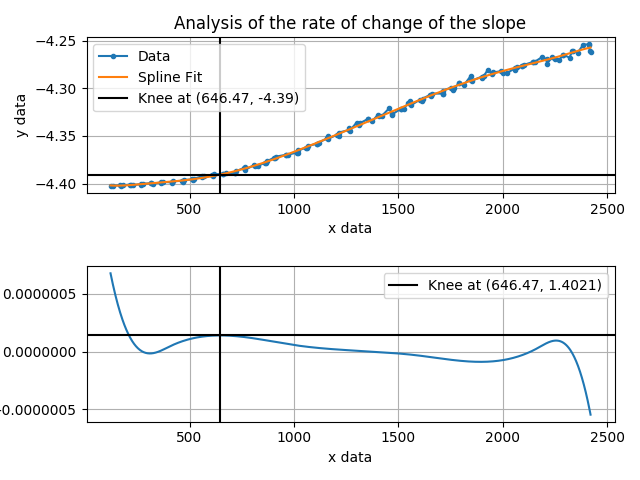 Analysis of the rate of change of the slope
−4.25
−4.30
−4.35
−4.40
y data
Data
Spline Fit
Knee at (646.47, -4.39)
500 1000 1500 2000 2500
x data
0.0000005
0.0000000
0.0000005
Knee at (646.47, 1.4021)
500 1000 1500 2000 2500
x data